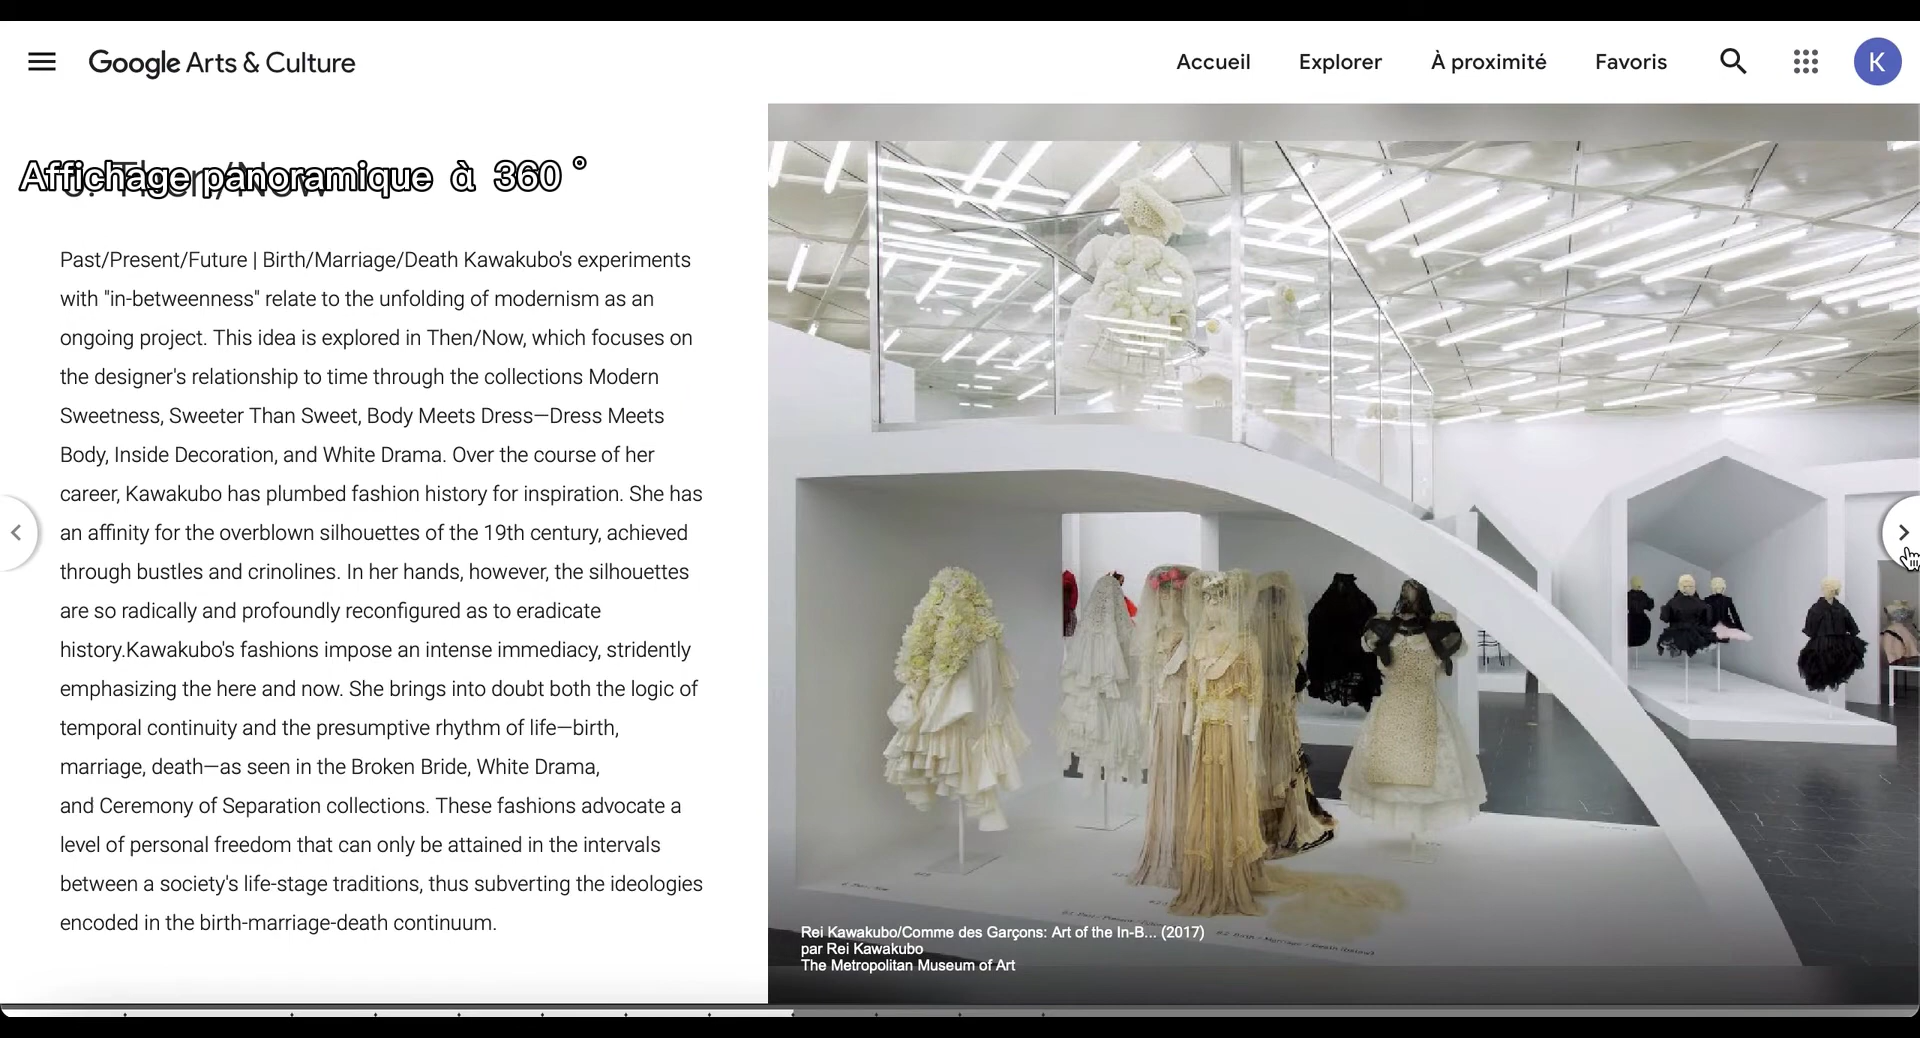 Google Arts & Culture
Accueil
Explorer
À proximité
Favoris
K
Affichage panoramique à 360 °
Then/Now
Past/Present/Future | Birth/Marriage/Death Kawakubo's experiments
with "in-betweenness" relate to the unfolding of modernism as an
ongoing project. This idea is explored in Then/Now, which focuses on
the designer's relationship to time through the collections Modern
Sweetness, Sweeter Than Sweet, Body Meets Dress—Dress Meets
Body, Inside Decoration, and White Drama. Over the course of her
career, Kawakubo has plumbed fashion history for inspiration. She has
an affinity for the overblown silhouettes of the 19th century, achieved
through bustles and crinolines. In her hands, however, the silhouettes
are so radically and profoundly reconfigured as to eradicate
history.Kawakubo's fashions impose an intense immediacy, stridently
emphasizing the here and now. She brings into doubt both the logic of
temporal continuity and the presumptive rhythm of life—birth,
marriage, death—as seen in the Broken Bride, White Drama,
and Ceremony of Separation collections. These fashions advocate a
level of personal freedom that can only be attained in the intervals
between a society's life-stage traditions, thus subverting the ideologies
encoded in the birth-marriage-death continuum.
Rei Kawakubo/Comme des Garçons: Art of the In-B... (2017)
par Rei Kawakubo
The Metropolitan Museum of Art